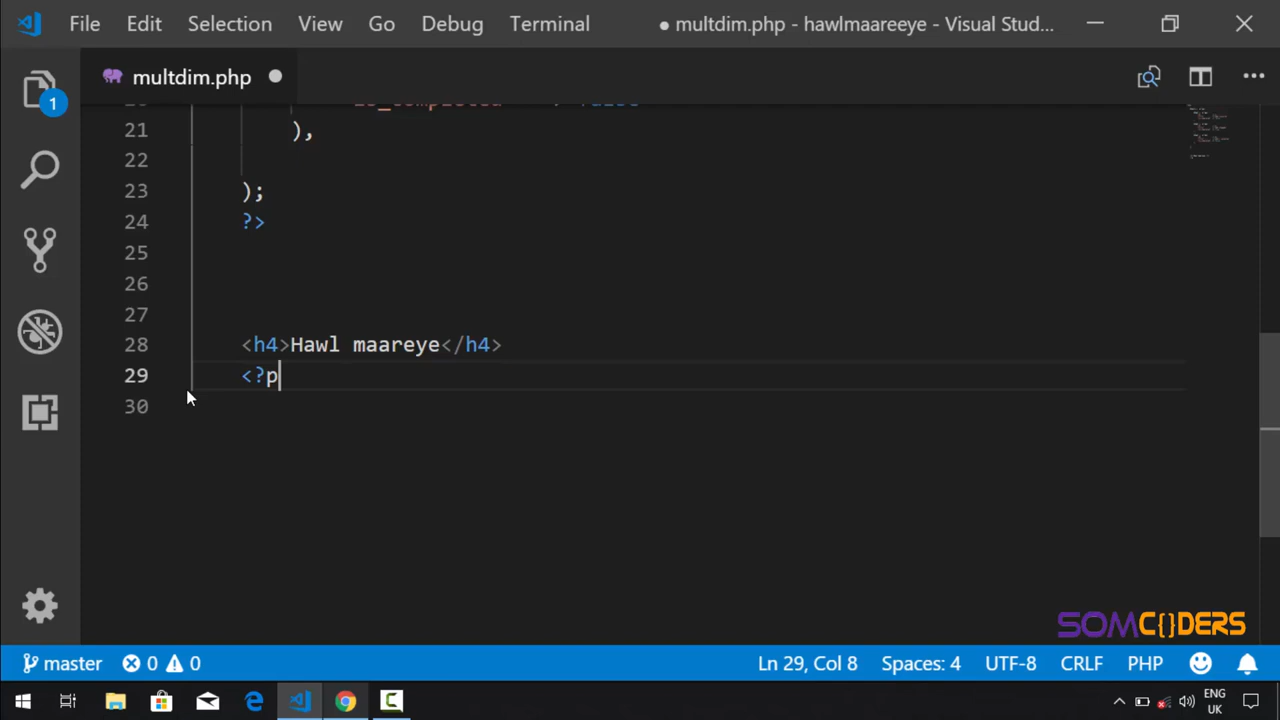 File Edit Selection View Go Debug Terminal ● multdim.php - hawlmaareeye - Visual Stud...
multdim.php
1
21 ),
22
23 );
24 ?>
25
26
27
28 <h4>Hawl maareye</h4>
29 <?p
30
SOMC{}DERS
master 0 0 Ln 29, Col 8 Spaces: 4 UTF-8 CRLF PHP
ENG
UK